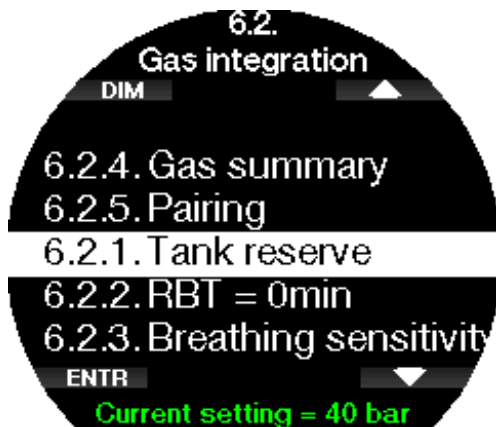 6.2.
Gas integration
DIM
6.2.4. Gas summary
6.2.5. Pairing
6.2.1. Tank reserve
6.2.2. RBT = 0min
6.2.3. Breathing sensitivity
ENTR
Current setting = 40 bar